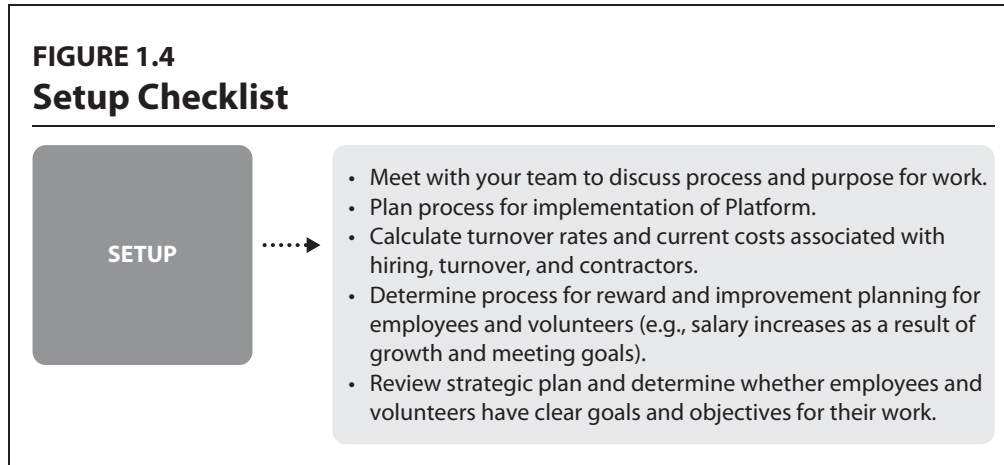 FIGURE 1.4
Setup Checklist
SETUP
• Meet with your team to discuss process and purpose for work.
• Plan process for implementation of Platform.
• Calculate turnover rates and current costs associated with
hiring, turnover, and contractors.
• Determine process for reward and improvement planning for
employees and volunteers (e.g., salary increases as a result of
growth and meeting goals).
• Review strategic plan and determine whether employees and
volunteers have clear goals and objectives for their work.